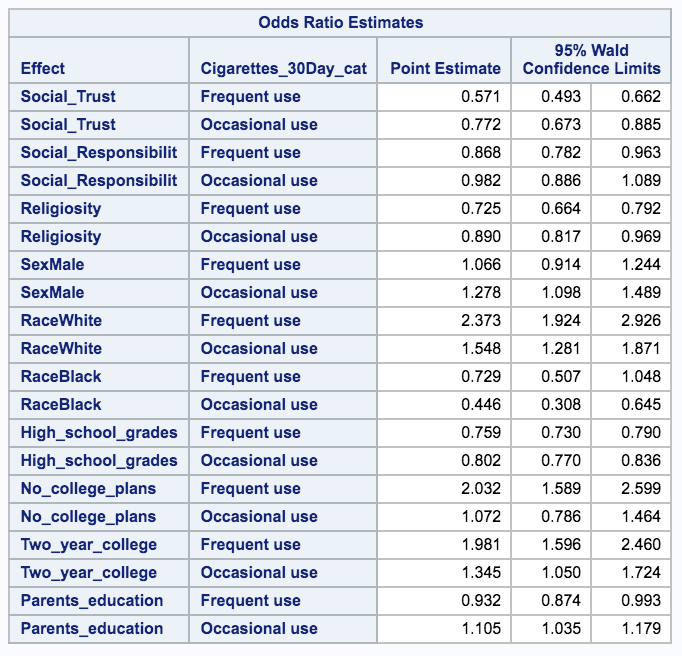 Odds Ratio Estimates
Effect Cigarettes_30Day_cat Point Estimate 95% Wald Confidence Limits
Social_Trust Frequent use 0.571 0.493 0.662
Social_Trust Occasional use 0.772 0.673 0.885
Social_Responsibilit Frequent use 0.868 0.782 0.963
Social_Responsibilit Occasional use 0.982 0.886 1.089
Religiosity Frequent use 0.725 0.664 0.792
Religiosity Occasional use 0.890 0.817 0.969
SexMale Frequent use 1.066 0.914 1.244
SexMale Occasional use 1.278 1.098 1.489
RaceWhite Frequent use 2.373 1.924 2.926
RaceWhite Occasional use 1.548 1.281 1.871
RaceBlack Frequent use 0.729 0.507 1.048
RaceBlack Occasional use 0.446 0.308 0.645
High_school_grades Frequent use 0.759 0.730 0.790
High_school_grades Occasional use 0.802 0.770 0.836
No_college_plans Frequent use 2.032 1.589 2.599
No_college_plans Occasional use 1.072 0.786 1.464
Two_year_college Frequent use 1.981 1.596 2.460
Two_year_college Occasional use 1.345 1.050 1.724
Parents_education Frequent use 0.932 0.874 0.993
Parents_education Occasional use 1.105 1.035 1.179